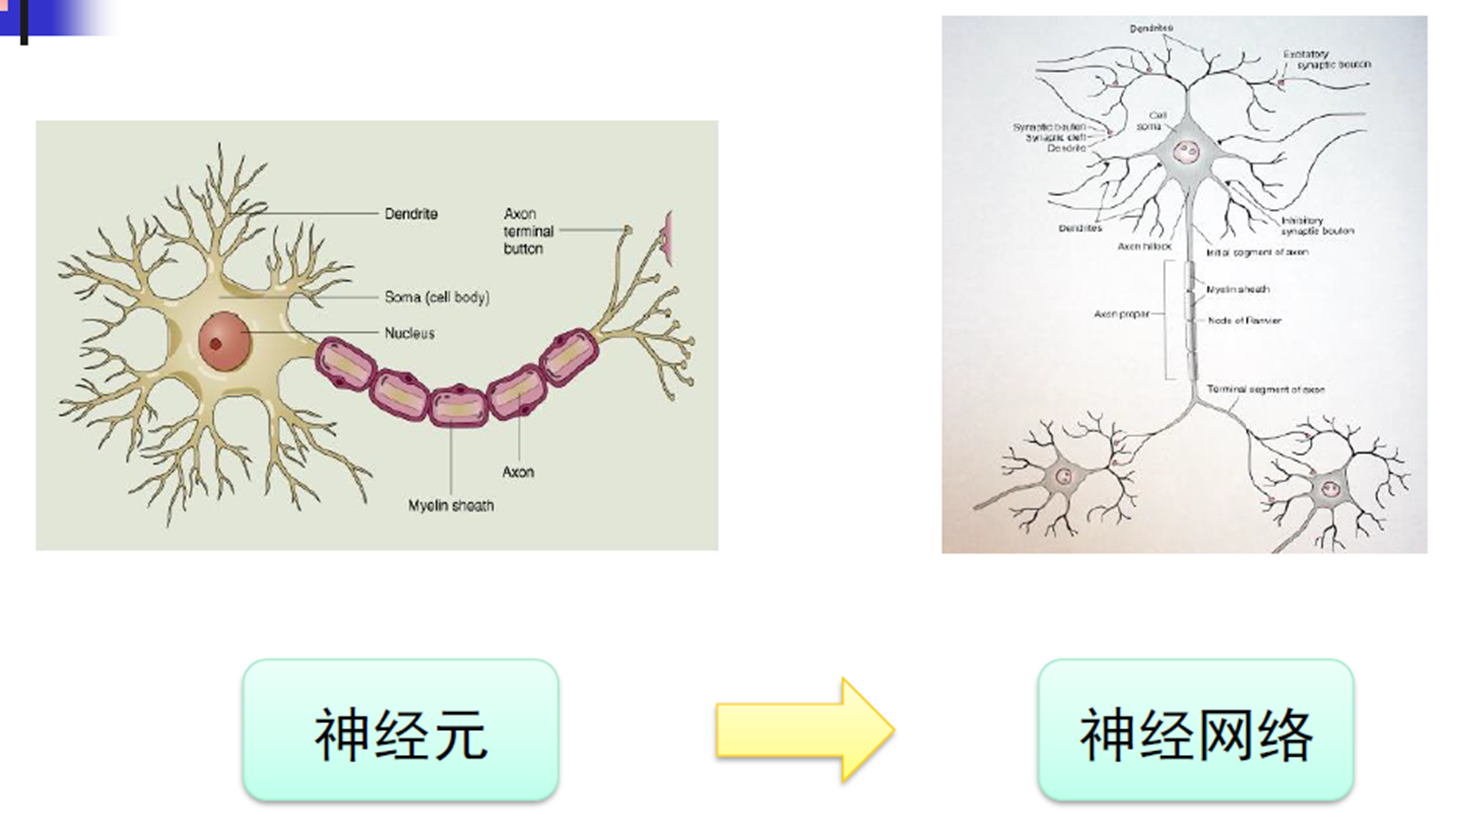 Dendrite
Axon
terminal
button
Soma (cell body)
Nucleus
Axon
Myelin sheath
Dendrites
Excitatory
synaptic bouton
Cell
soma
Synaptic bouton
Synaptic cleft
Dendrite
Dendrites
Inhibitory
synaptic bouton
Axon hillock
Initial segment of axon
Myelin sheath
Axon proper
Node of Ranvier
Terminal segment of axon
神经元
神经网络